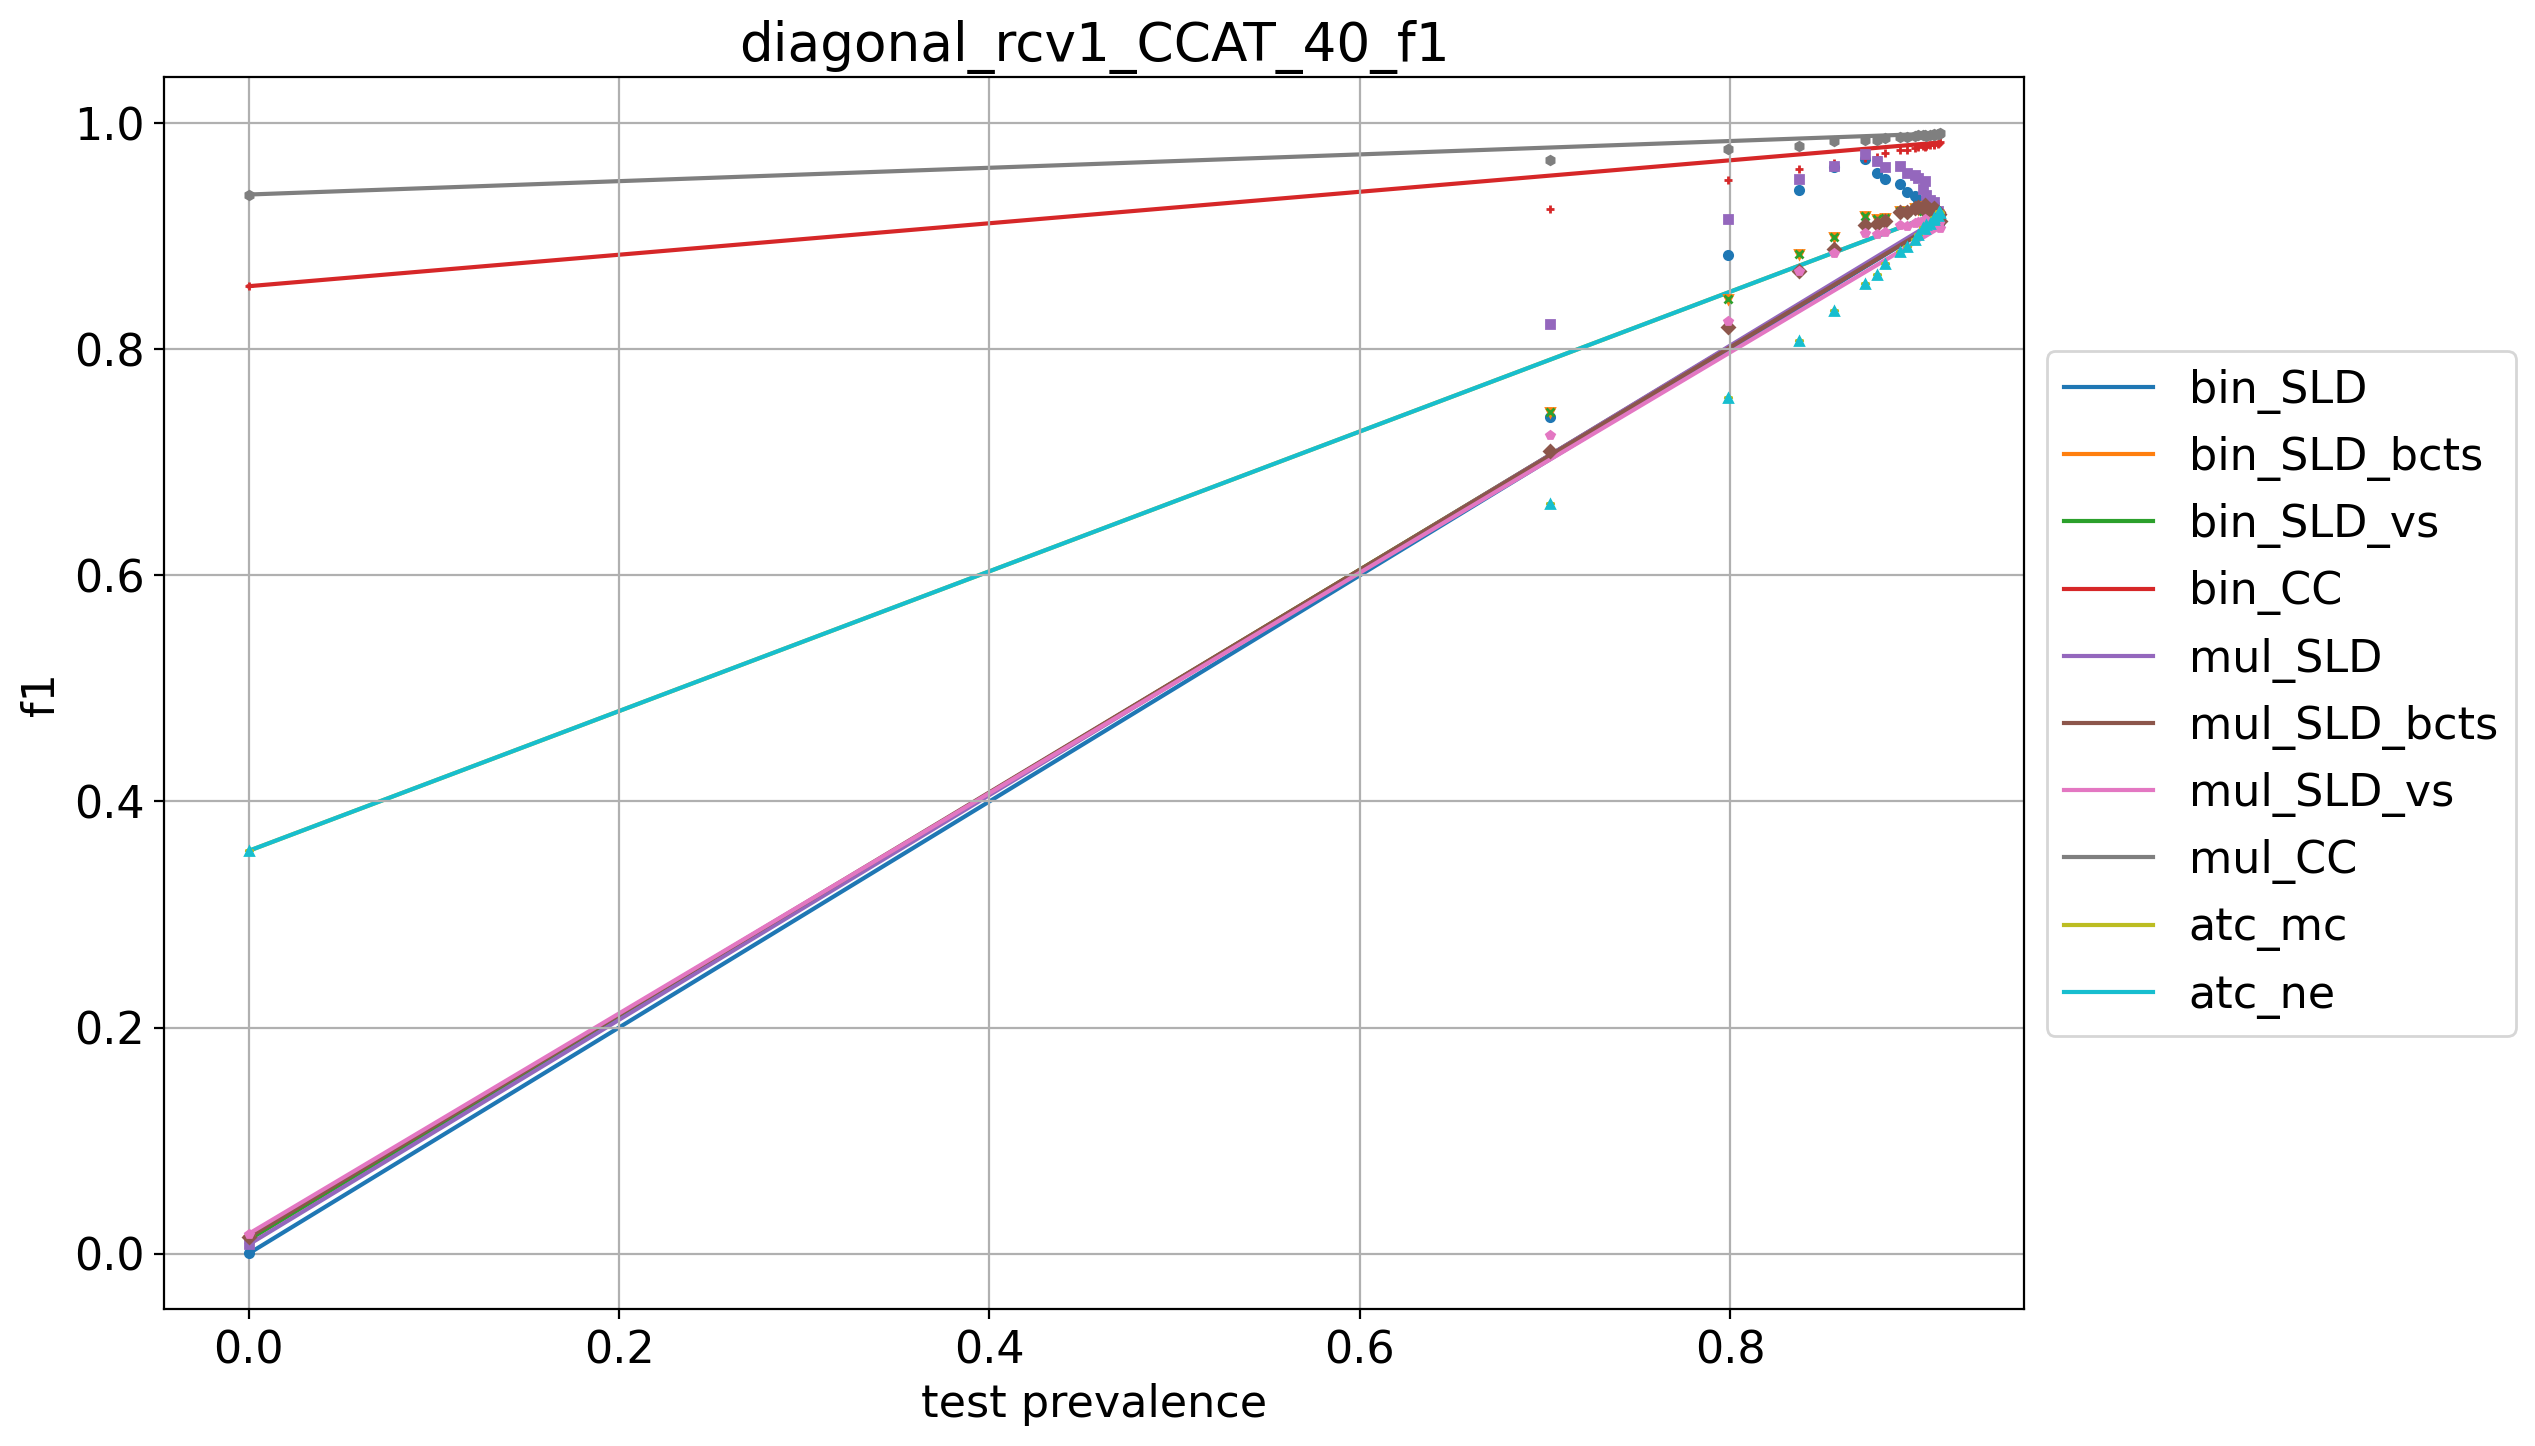 diagonal_rcv1_CCAT_40_f1
1.0
0.8
0.6
0.4
0.2
0.0
f1
0.0 0.2 0.4 0.6 0.8
test prevalence
bin_SLD
bin_SLD_bcts
bin_SLD_vs
bin_CC
mul_SLD
mul_SLD_bcts
mul_SLD_vs
mul_CC
atc_mc
atc_ne